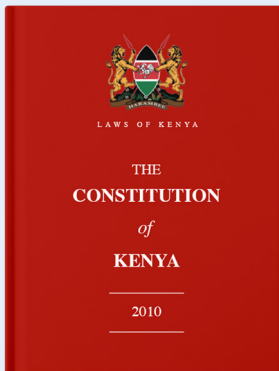 HARAMBEE
LAWS OF KENYA
THE
CONSTITUTION
of
KENYA
2010